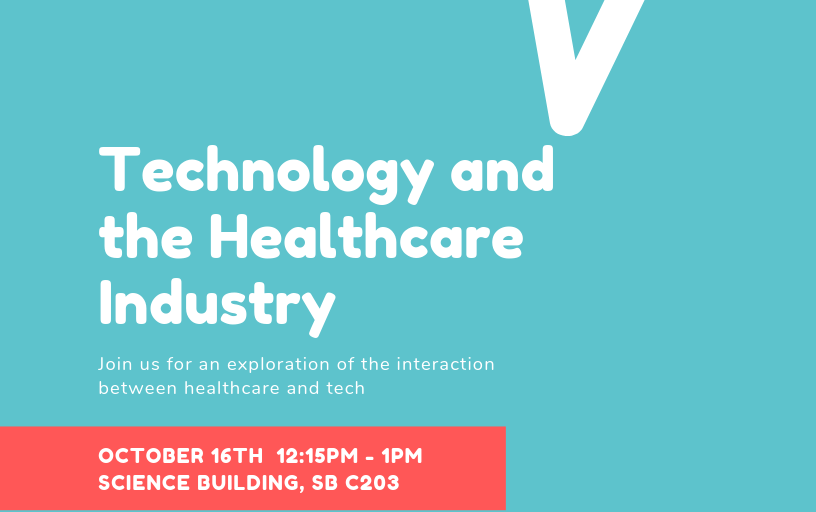 Technology and
the Healthcare
Industry
Join us for an exploration of the interaction
between healthcare and tech
OCTOBER 16TH  12:15PM - 1PM
SCIENCE BUILDING, SB C203